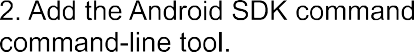 2. Add the Android SDK command
command-line tool.